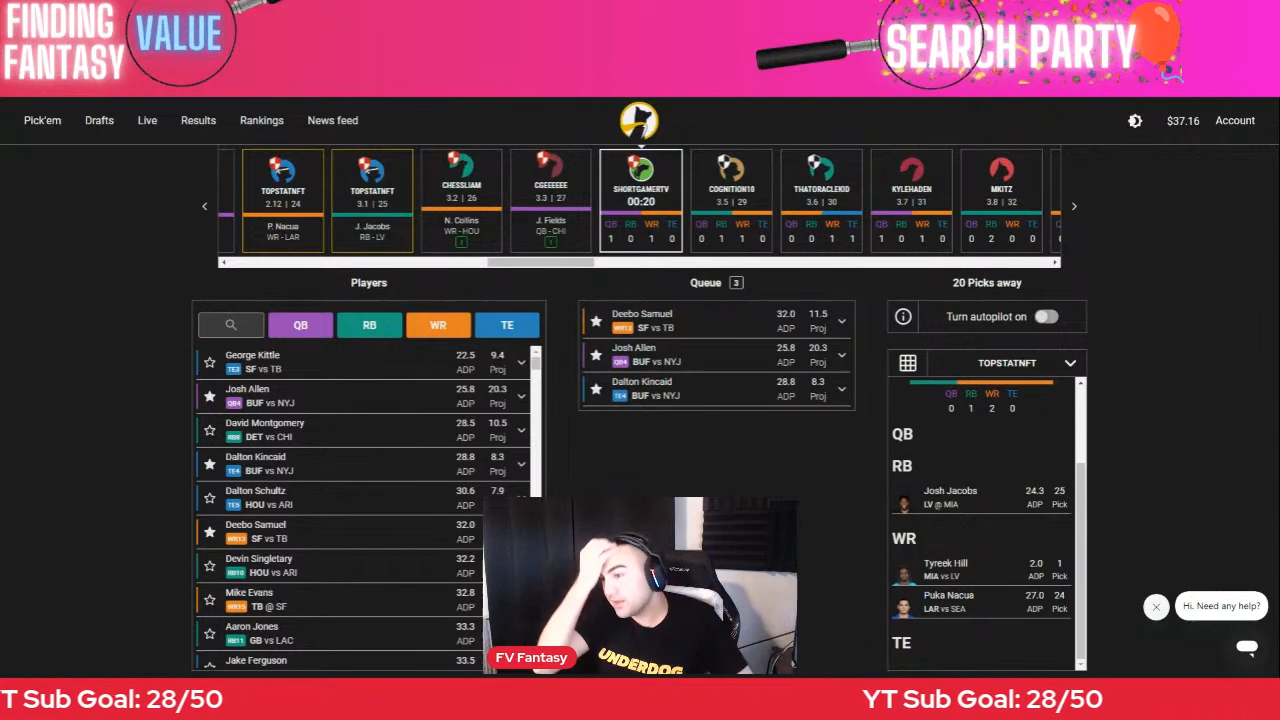 FINDING
FANTASY
VALUE
SEARCH PARTY
Pick'em Drafts Live Results Rankings News feed
$37.16 Account
TOPSTATNFT
2.12 | 24
P. Nacua
WR - LAR
TOPSTATNFT
3.1 | 25
J. Jacobs
RB - LV
CHESSLIAM
3.2 | 26
N. Collins
WR - HOU
CGEEEEEE
3.3 | 27
J. Fields
QB - CHI
SHORTGAMERTV
00:20
QB RB WR TE
1 0 1 0
COGNITION10
3.5 | 29
QB RB WR TE
0 1 1 0
THATORACLEKID
3.6 | 30
QB RB WR TE
0 0 1 1
KYLEHADEN
3.7 | 31
QB RB WR TE
1 0 1 0
MKITZ
3.8 | 32
QB RB WR TE
0 2 0 0
Players
QB RB WR TE
George Kittle 22.5 9.4
TE3 SF vs TB ADP Proj
Josh Allen 25.8 20.3
QB4 BUF vs NYJ ADP Proj
David Montgomery 28.5 10.5
RB8 DET vs CHI ADP Proj
Dalton Kincaid 28.8 8.3
TE4 BUF vs NYJ ADP Proj
Dalton Schultz 30.6 7.9
TE5 HOU vs ARI ADP
Deebo Samuel 32.0
WR13 SF vs TB ADP
Devin Singletary 32.2
RB10 HOU vs ARI ADP
Mike Evans 32.8
WR15 TB @ SF ADP
Aaron Jones 33.3
RB11 GB vs LAC ADP
Jake Ferguson 33.5
Queue 3
Deebo Samuel 32.0 11.5
WR13 SF vs TB ADP Proj
Josh Allen 25.8 20.3
QB4 BUF vs NYJ ADP Proj
Dalton Kincaid 28.8 8.3
TE4 BUF vs NYJ ADP Proj
20 Picks away
Turn autopilot on
TOPSTATNFT
QB RB WR TE
0 1 2 0
QB
RB
Josh Jacobs 24.3 25
LV @ MIA ADP Pick
WR
Tyreek Hill 2.0 1
MIA vs LV ADP Pick
Puka Nacua 27.0 24
LAR vs SEA ADP Pick
TE
Hi. Need any help?
UNDERDOG
FV Fantasy
T Sub Goal: 28/50
YT Sub Goal: 28/50